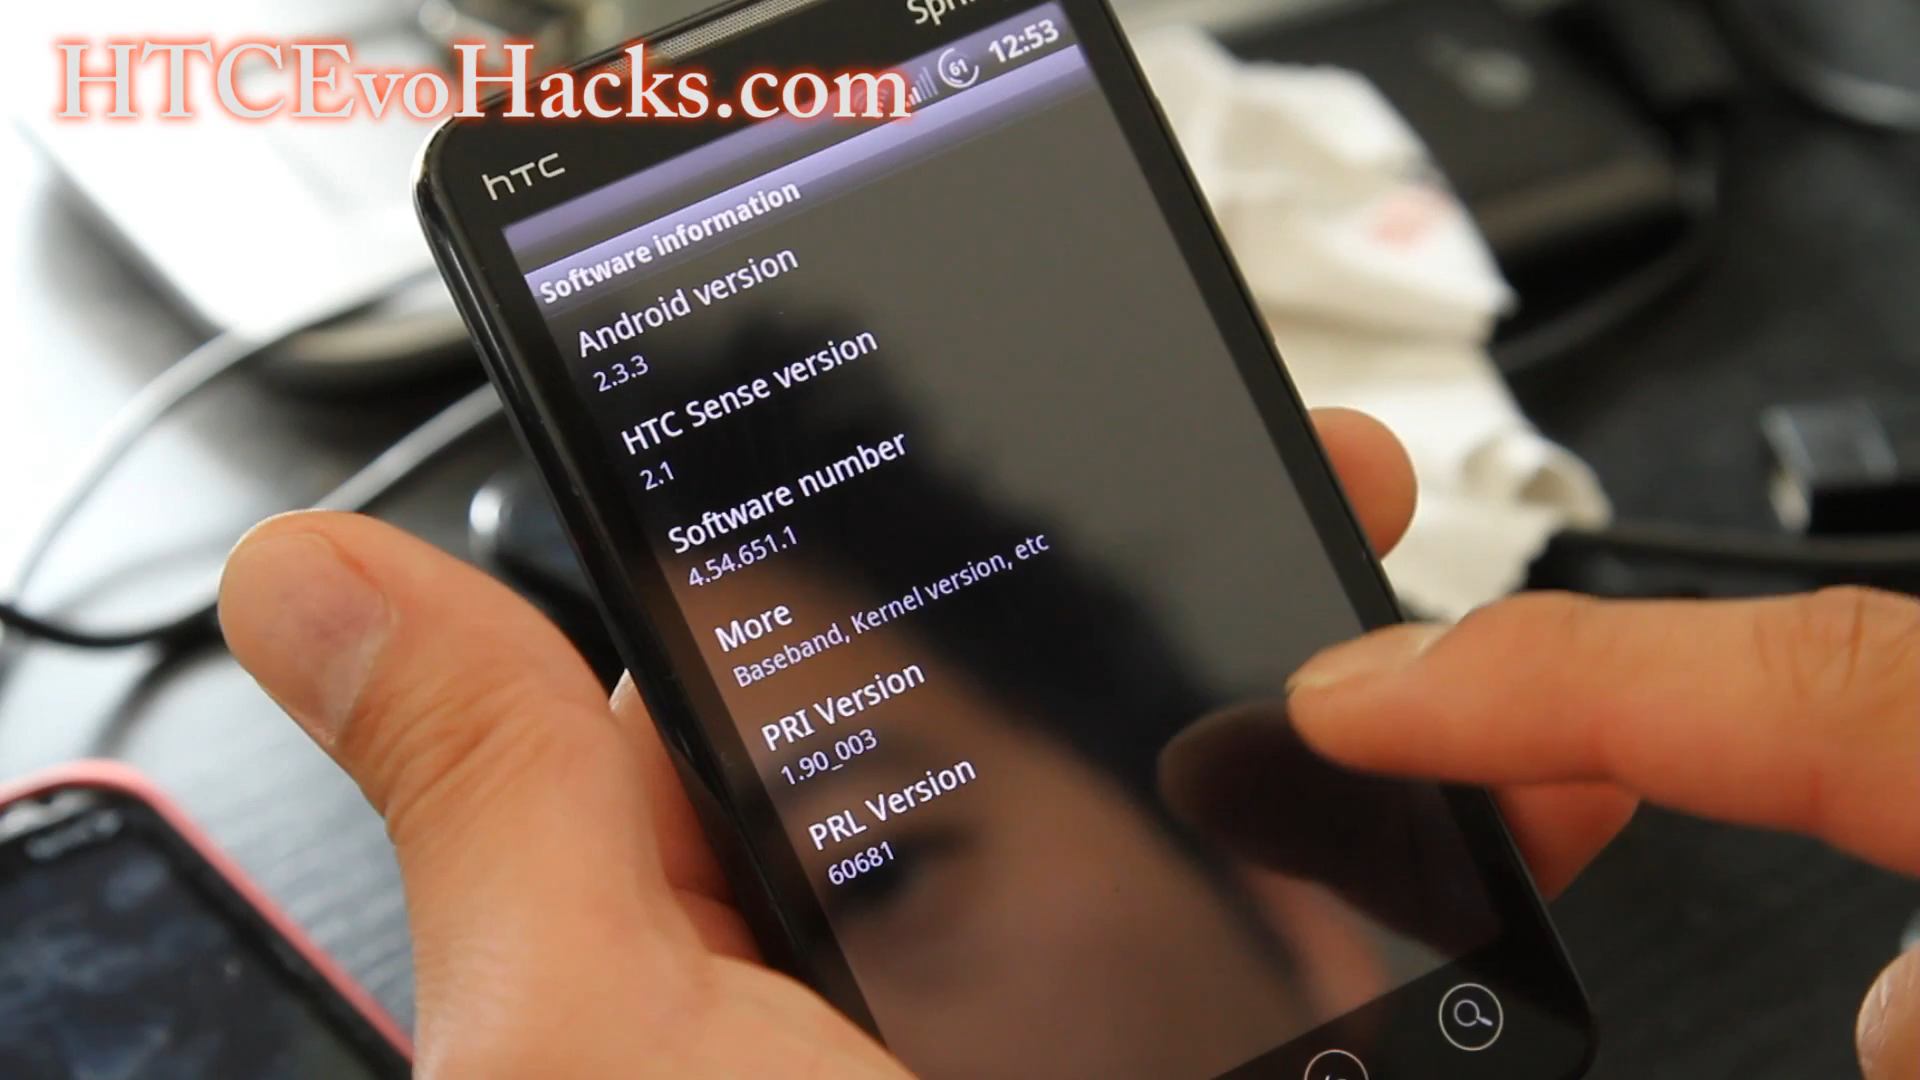 HTCEvoHacks.com
61 12:53
hTC
Software information
Android version
2.3.3
HTC Sense version
2.1
Software number
4.54.651.1
More
Baseband, Kernel version, etc
PRI Version
1.90_003
PRL Version
60681